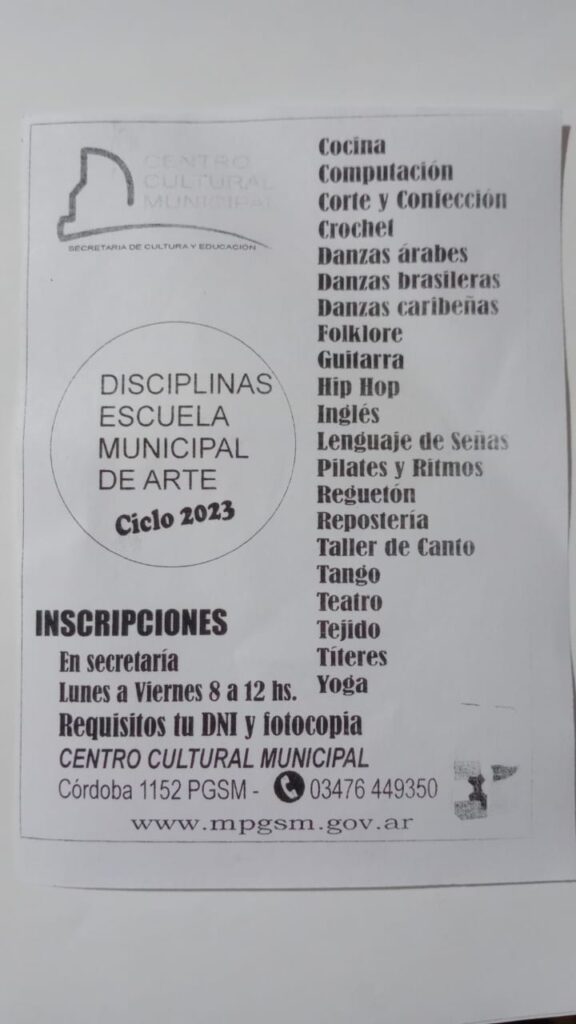 CENTRO
CULTURAL
MUNICIPAL
SECRETARIA DE CULTURA Y EDUCACIÓN
DISCIPLINAS
ESCUELA
MUNICIPAL
DE ARTE
Ciclo 2023
Cocina
Computación
Corte y Confección
Crochet
Danzas árabes
Danzas brasileras
Danzas caribeñas
Folklore
Guitarra
Hip Hop
Inglés
Lenguaje de Señas
Pilates y Ritmos
Reguetón
Repostería
Taller de Canto
Tango
Teatro
Tejido
Títeres
Yoga
INSCRIPCIONES
En secretaría
Lunes a Viernes 8 a 12 hs.
Requisitos tu DNI y fotocopia
CENTRO CULTURAL MUNICIPAL
Córdoba 1152 PGSM - 03476 449350
www.mpgsm.gov.ar